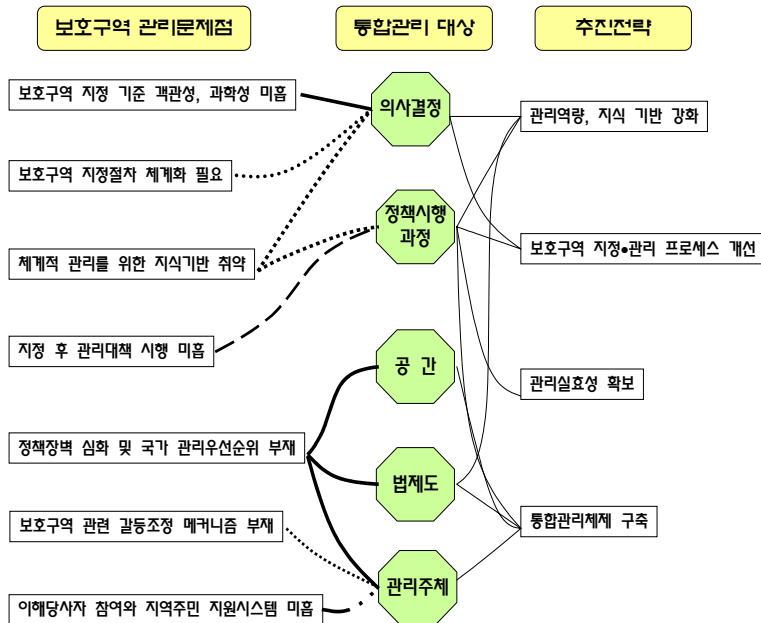 보호구역 관리문제점
통합관리 대상
추진전략
보호구역 지정 기준 객관성, 과학성 미흡
보호구역 지정절차 체계화 필요
체계적 관리를 위한 지식기반 취약
지정 후 관리대책 시행 미흡
정책장벽 심화 및 국가 관리우선순위 부재
보호구역 관련 갈등조정 메커니즘 부재
이해당사자 참여와 지역주민 지원시스템 미흡
의사결정
정책시행
과정
공 간
법제도
관리주체
관리역량, 지식 기반 강화
보호구역 지정•관리 프로세스 개선
관리실효성 확보
통합관리체제 구축